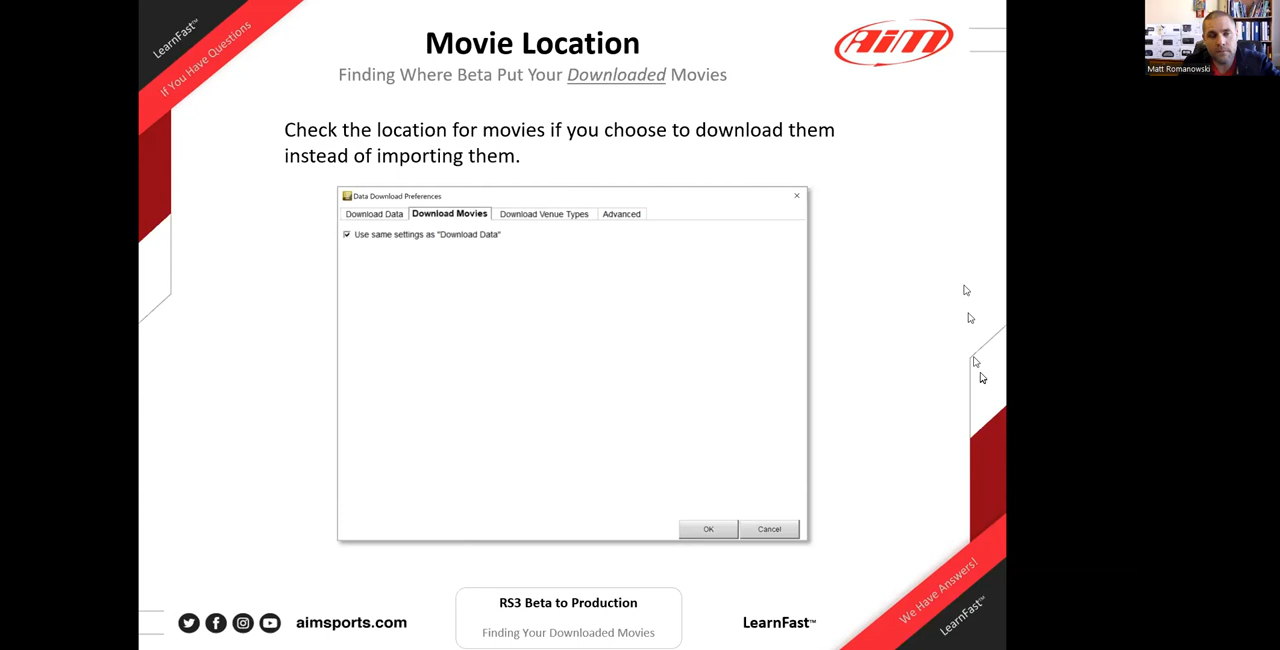 LearnFast™
If You Have Questions
Movie Location
Finding Where Beta Put Your Downloaded Movies
AiM
Matt Romanowski
Check the location for movies if you choose to download them
instead of importing them.
Data Download Preferences
Download Data
Download Movies
Download Venue Types
Advanced
Use same settings as "Download Data"
OK
Cancel
aimsports.com
RS3 Beta to Production
Finding Your Downloaded Movies
LearnFast™
We Have Answers!
LearnFast™